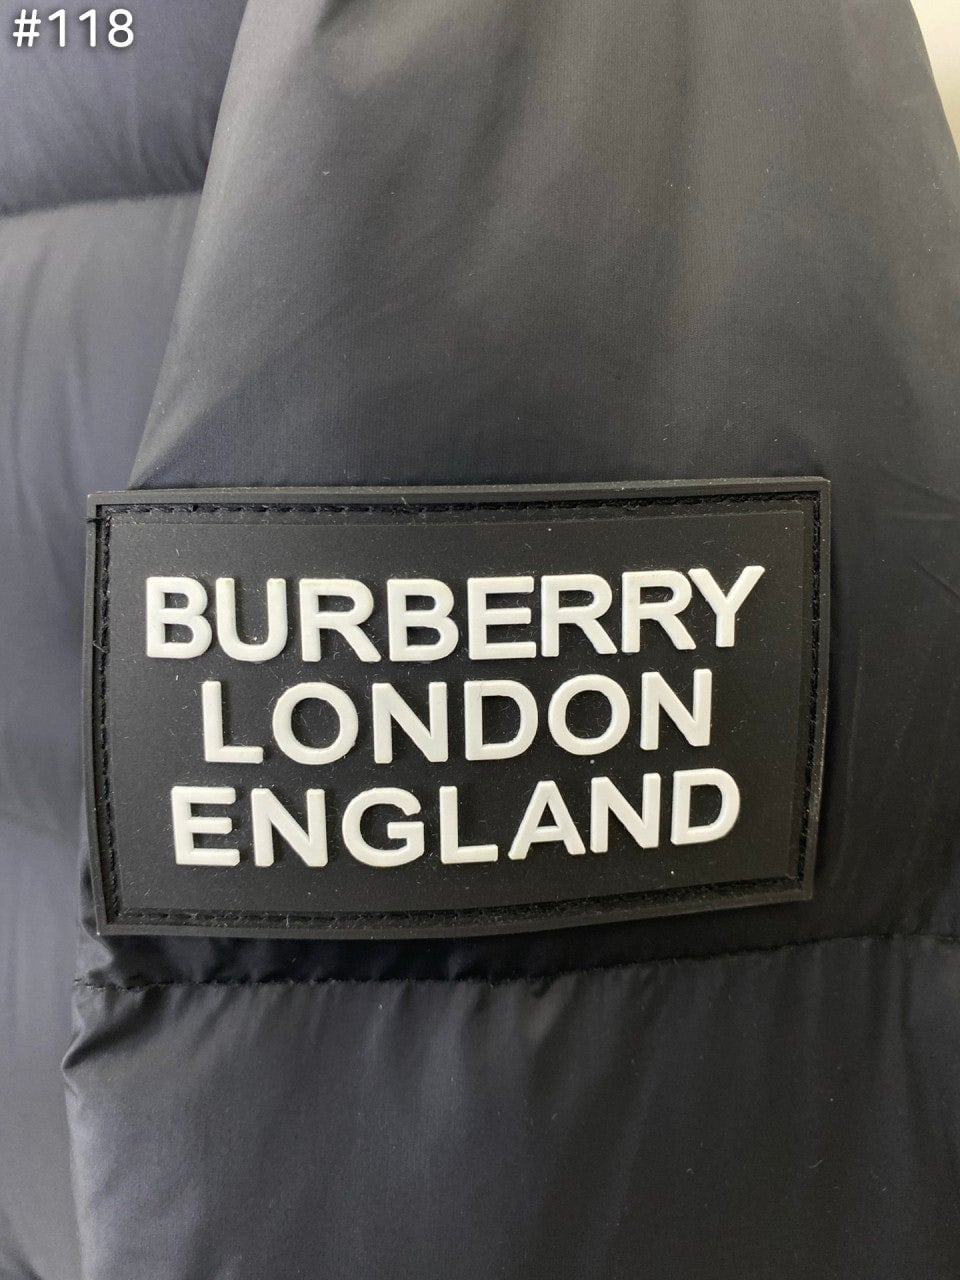 #118
BURBERRY
LONDON
ENGLAND